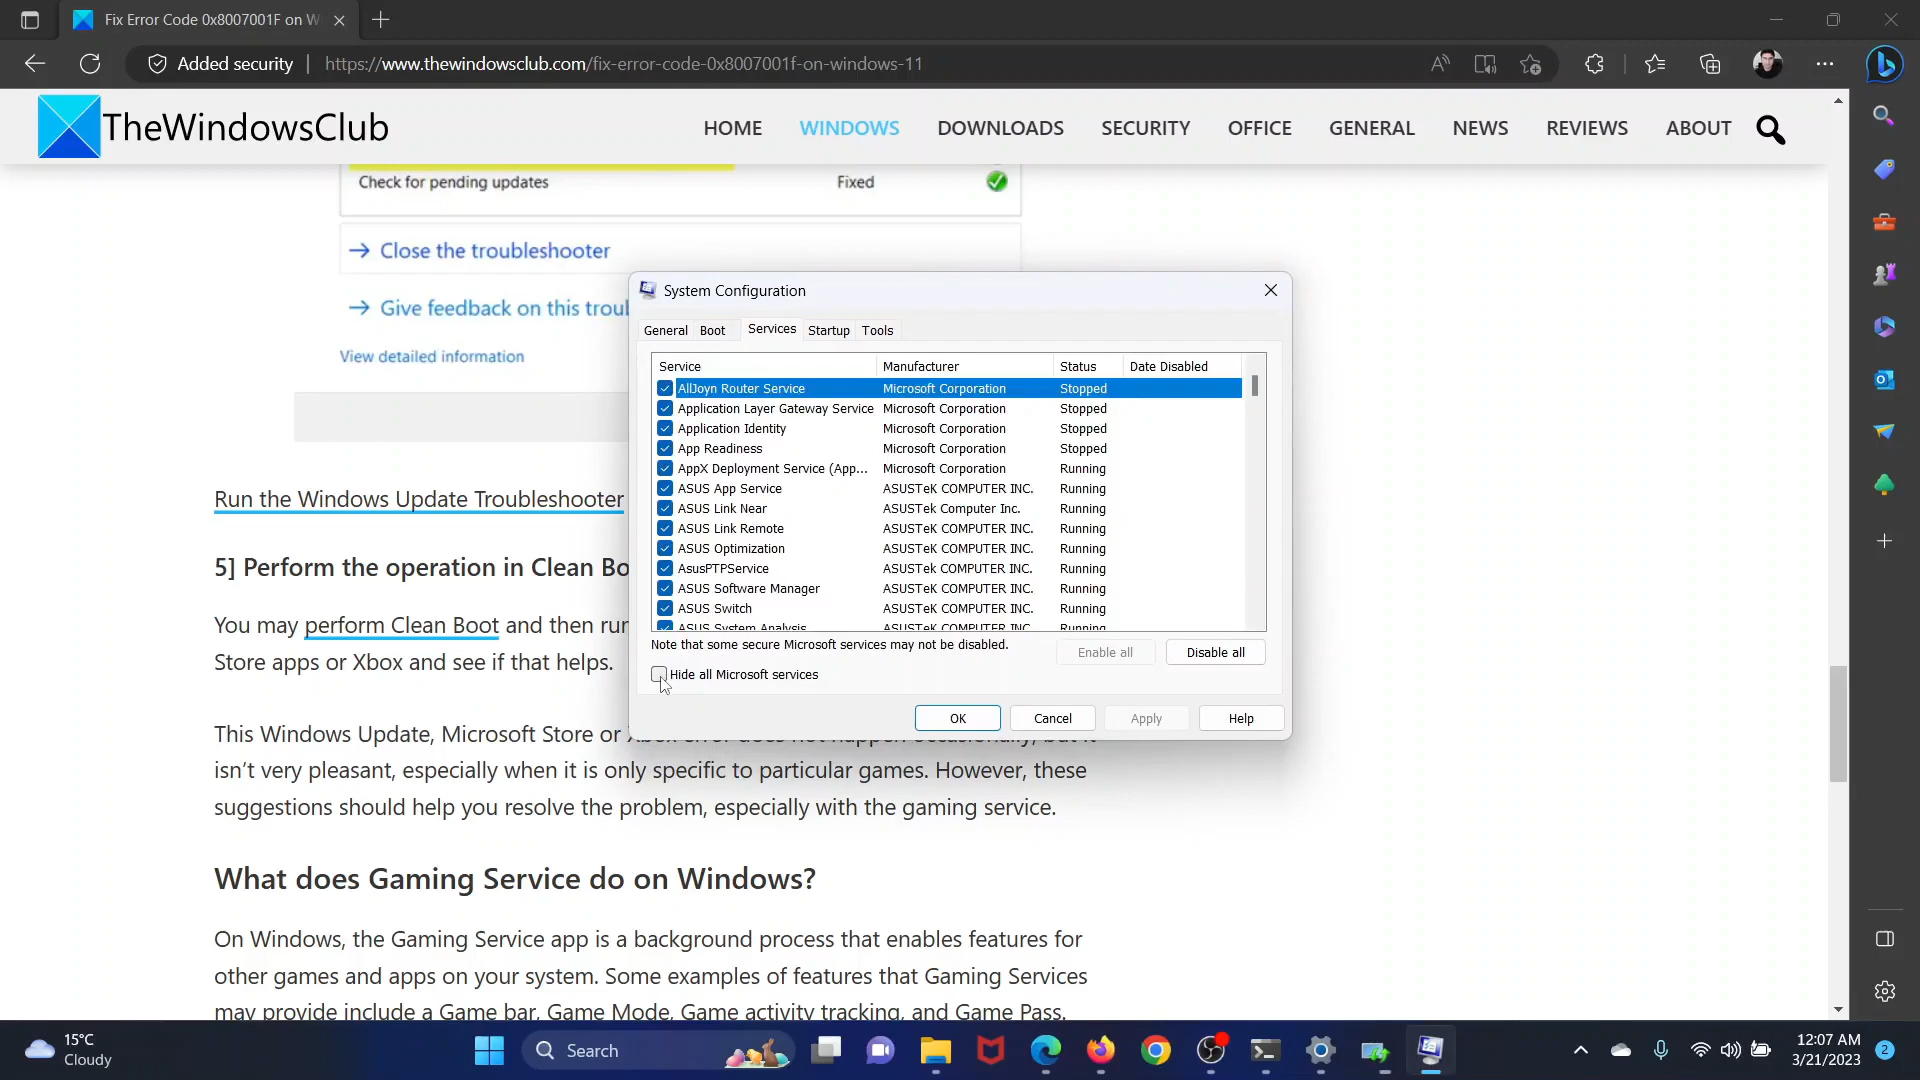 Fix Error Code 0x8007001F on W
Added security
https://www.thewindowsclub.com/fix-error-code-0x8007001f-on-windows-11
TheWindowsClub
HOME
WINDOWS
DOWNLOADS
SECURITY
OFFICE
GENERAL
NEWS
REVIEWS
ABOUT
Check for pending updates Fixed
→ Close the troubleshooter
→ Give feedback on this trou
View detailed information
Run the Windows Update Troubleshooter
5] Perform the operation in Clean Bo
You may perform Clean Boot and then run
Store apps or Xbox and see if that helps.
This Windows Update, Microsoft Store or
isn’t very pleasant, especially when it is only specific to particular games. However, these
suggestions should help you resolve the problem, especially with the gaming service.
What does Gaming Service do on Windows?
On Windows, the Gaming Service app is a background process that enables features for
other games and apps on your system. Some examples of features that Gaming Services
may provide include a Game bar, Game Mode, Game activity tracking, and Game Pass.
System Configuration
General Boot Services Startup Tools
Service Manufacturer Status Date Disabled
AllJoyn Router Service Microsoft Corporation Stopped
Application Layer Gateway Service Microsoft Corporation Stopped
Application Identity Microsoft Corporation Stopped
App Readiness Microsoft Corporation Stopped
AppX Deployment Service (App... Microsoft Corporation Running
ASUS App Service ASUSTeK COMPUTER INC. Running
ASUS Link Near ASUSTeK Computer Inc. Running
ASUS Link Remote ASUSTeK COMPUTER INC. Running
ASUS Optimization ASUSTeK COMPUTER INC. Running
AsusPTPService ASUSTeK COMPUTER INC. Running
ASUS Software Manager ASUSTeK COMPUTER INC. Running
ASUS Switch ASUSTeK COMPUTER INC. Running
ASUS System Analysis ASUSTeK COMPUTER INC. Running
Note that some secure Microsoft services may not be disabled.
Enable all
Disable all
Hide all Microsoft services
OK
Cancel
Apply
Help
15°C
Cloudy
Search
12:07 AM
3/21/2023
2